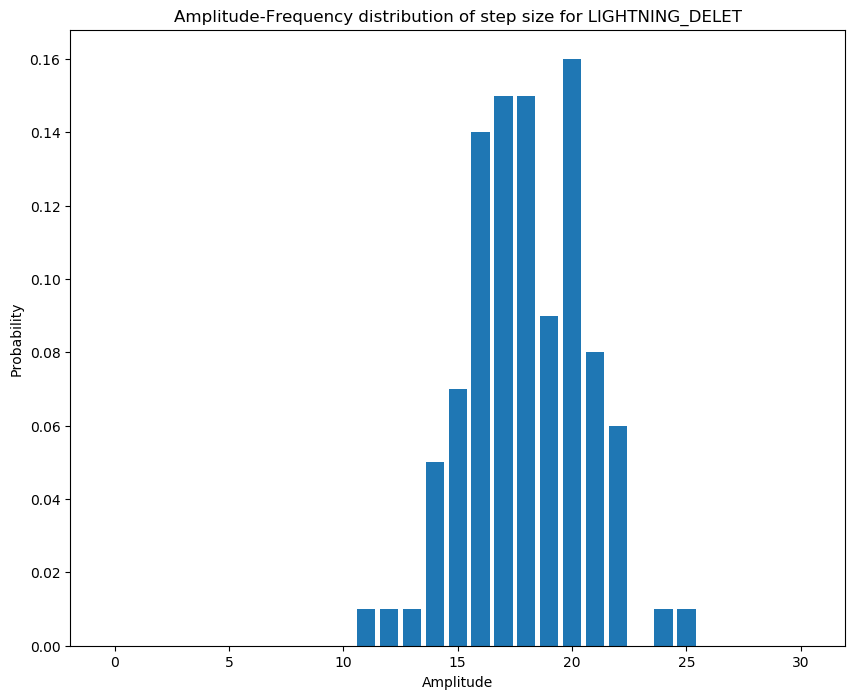 Amplitude-Frequency distribution of step size for LIGHTNING_DELET
0.16
0.14
0.12
0.10
0.08
0.06
0.04
0.02
0.00
Probability
0 5 10 15 20 25 30
Amplitude